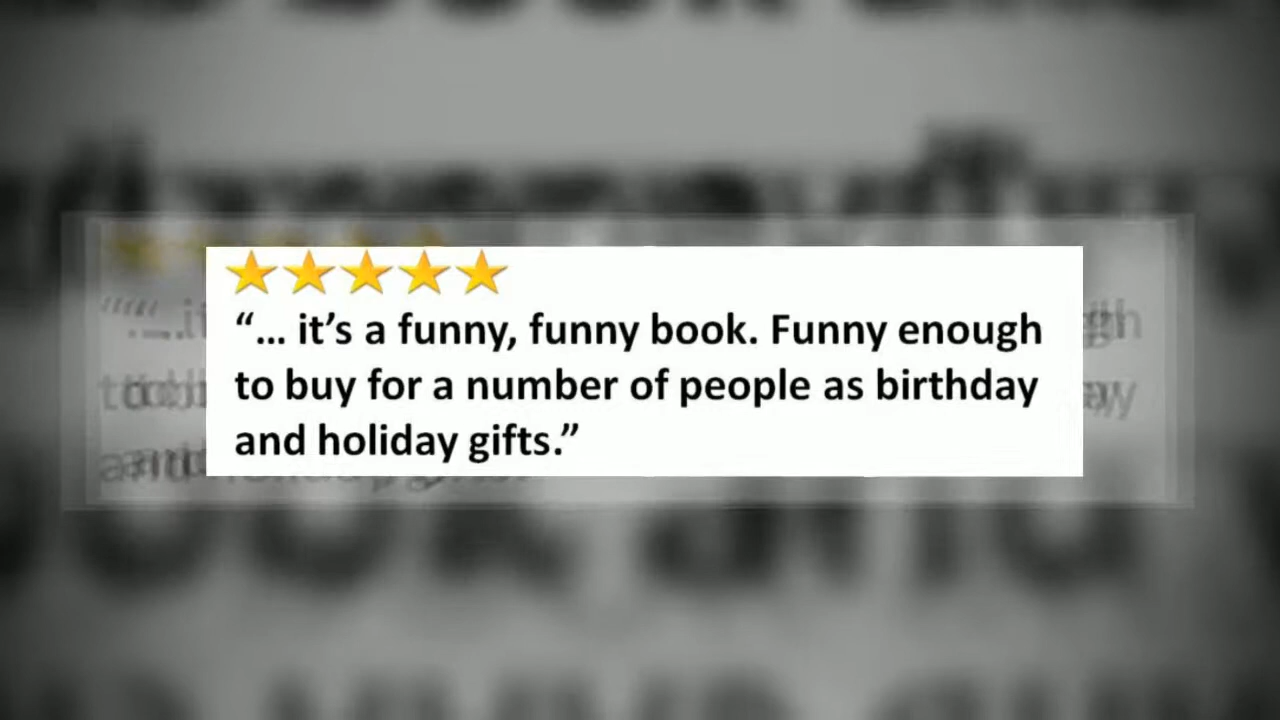 “... it’s a funny, funny book. Funny enough
to buy for a number of people as birthday
and holiday gifts.”